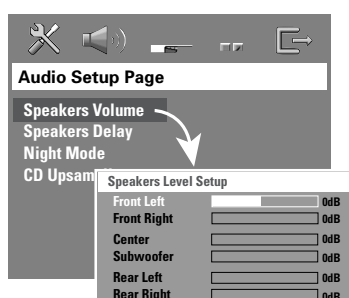 Audio Setup Page
Speakers Volume
Speakers Delay
Night Mode
CD
Speakers Level Setup
Front Left 0dB
Front Right 0dB
Center 0dB
Subwoofer 0dB
Rear Left 0dB
Rear Right 0dB